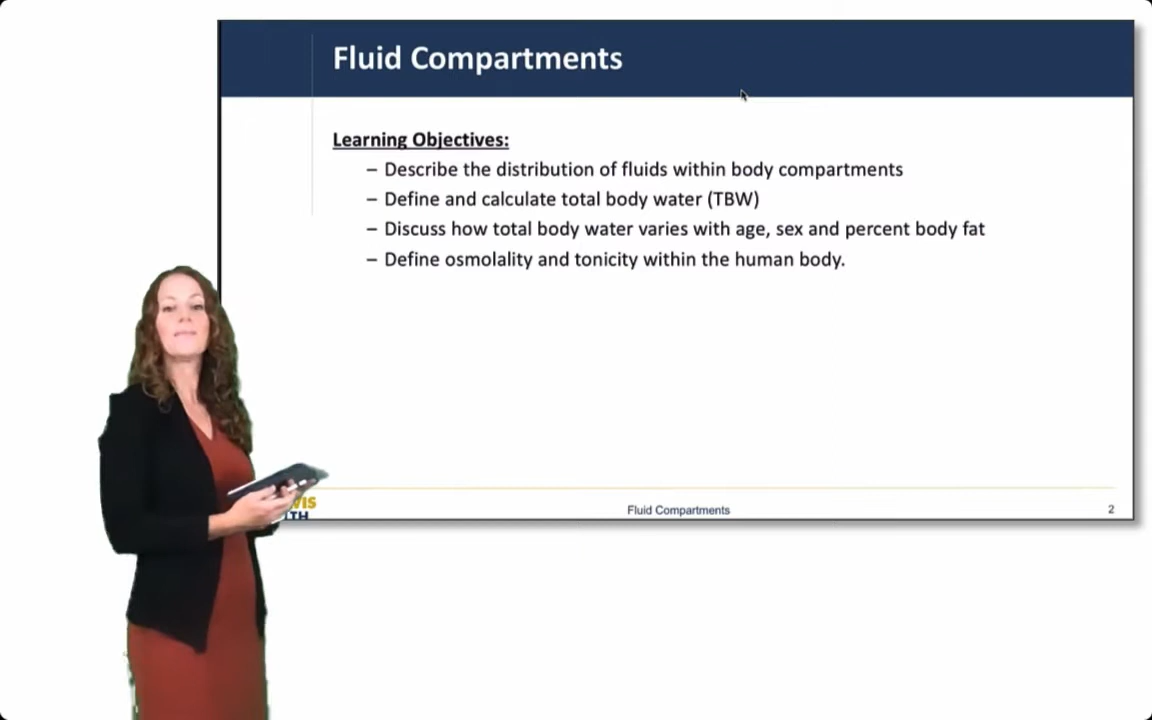 Fluid Compartments
Learning Objectives:
– Describe the distribution of fluids within body compartments
– Define and calculate total body water (TBW)
– Discuss how total body water varies with age, sex and percent body fat
– Define osmolality and tonicity within the human body.
Fluid Compartments
2